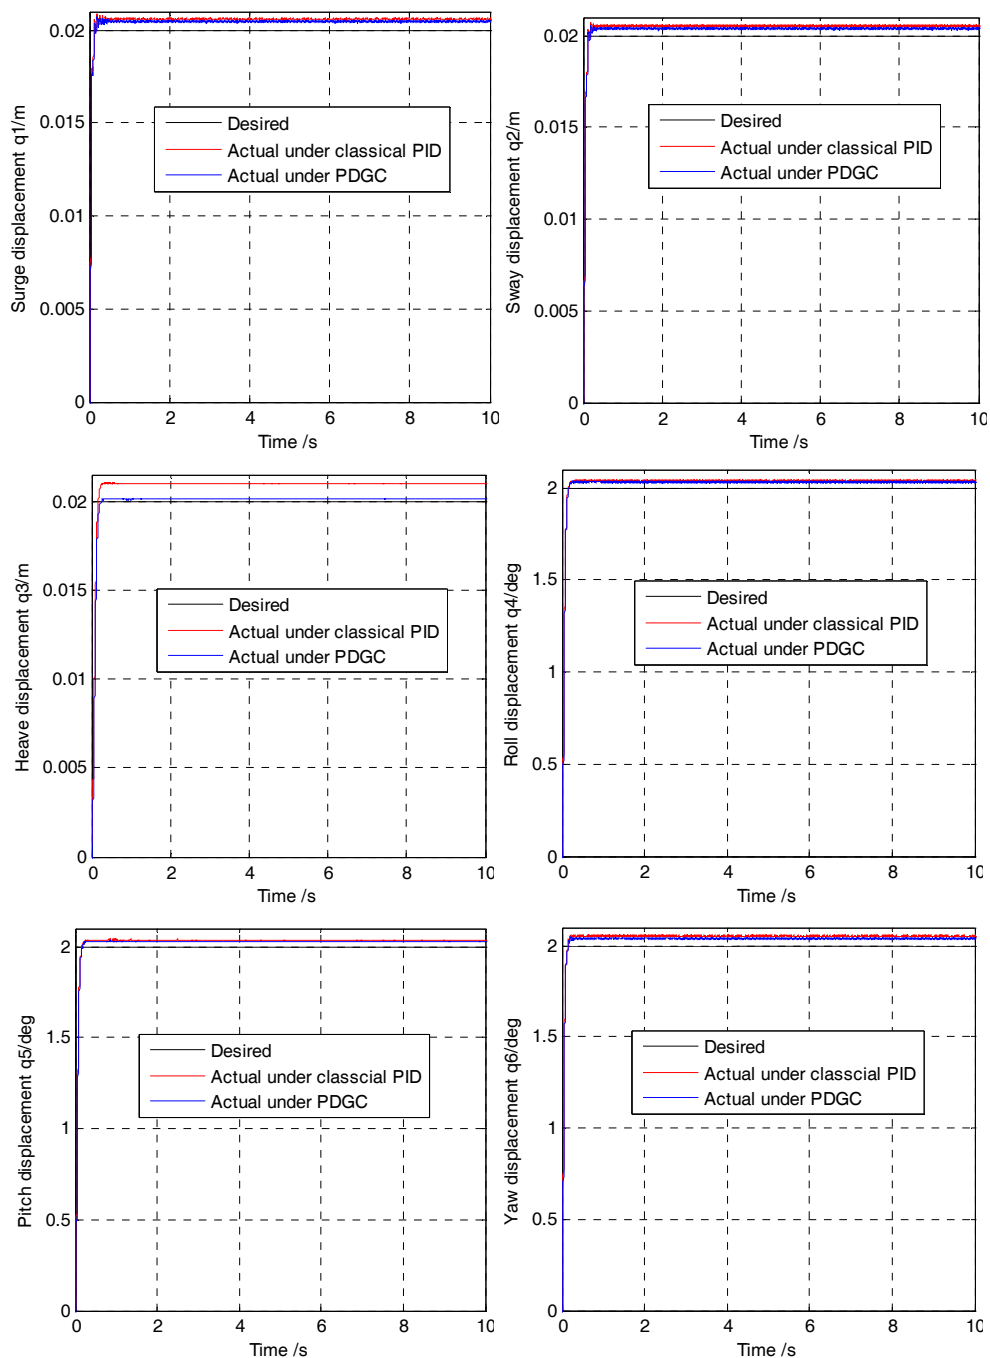 Surge displacement q1/m
0.02
0.015
0.01
0.005
0
Desired
Actual under classical PID
Actual under PDGC
0 2 4 6 8 10
Time /s
Sway displacement q2/m
0.02
0.015
0.01
0.005
0
Desired
Actual under classical PID
Actual under PDGC
0 2 4 6 8 10
Time /s
Heave displacement q3/m
0.02
0.015
0.01
0.005
0
Desired
Actual under classical PID
Actual under PDGC
0 2 4 6 8 10
Time /s
Roll displacement q4/deg
2
1.5
1
0.5
0
Desired
Actual under classical PID
Actual under PDGC
0 2 4 6 8 10
Time /s
Pitch displacement q5/deg
2
1.5
1
0.5
0
Desired
Actual under classcial PID
Actual under PDGC
0 2 4 6 8 10
Time /s
Yaw displacement q6/deg
2
1.5
1
0.5
0
Desired
Actual under classical PID
Actual under PDGC
0 2 4 6 8 10
Time /s